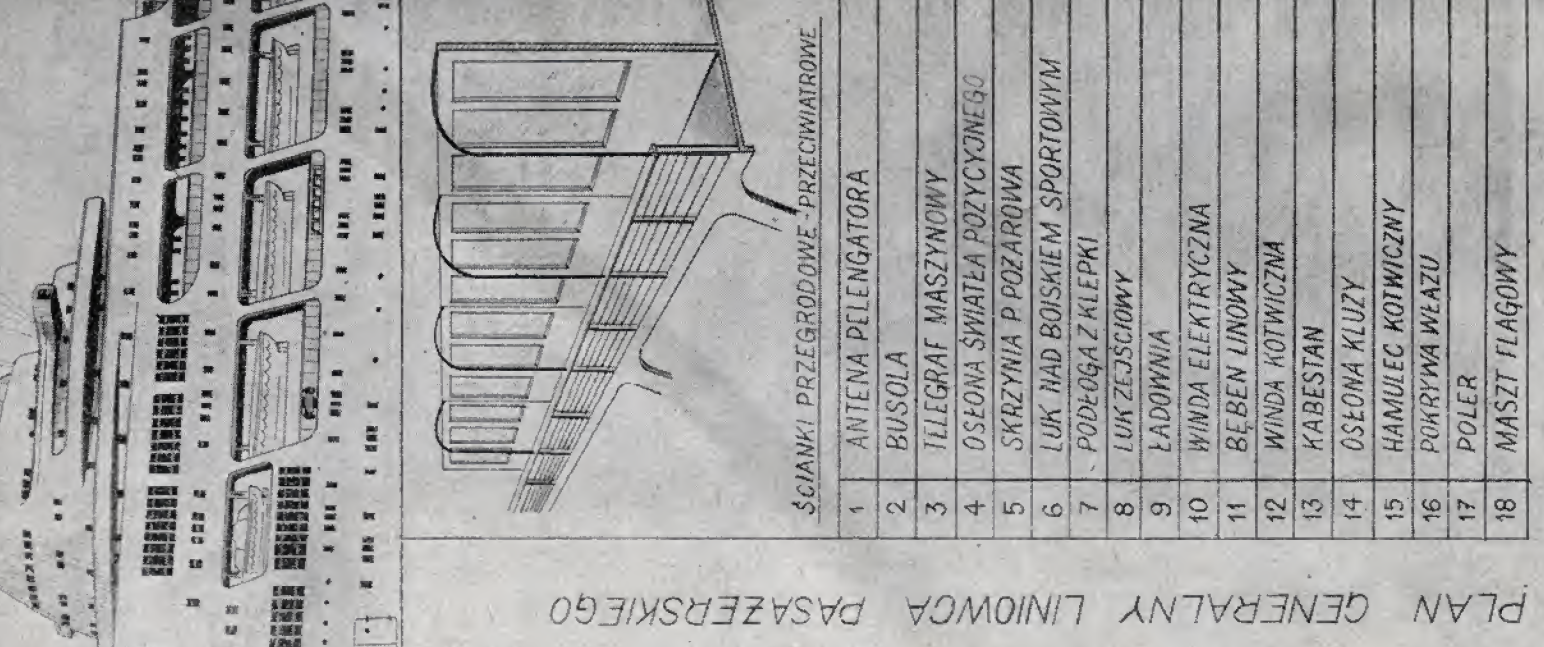 PLAN GENERALNY LINIOWCA PASAŻERSKIEGO
ŚCIANKI PRZEGRODOWE-PRZECIWIATROWE
1 ANTENA PELENGATORA
2 BUSOLA
3 TELEGRAF MASZYNOWY
4 OSŁONA ŚWIATŁA POZYCYJNEGO
5 SKRZYNIA P POŻAROWA
6 LUK NAD BOISKIEM SPORTOWYM
7 PODŁOGA Z KLEPKI
8 LUK ZEJSCIOWY
9 ŁADOWNIA
10 WINDA ELEKTRYCZNA
11 BĘBEN LINOWY
12 WINDA KOTWICZNA
13 KABESTAN
14 OSŁONA KLUZY
15 HAMULEC KOTWICZNY
16 POKRYWA WŁAZU
17 POLER
18 MASZT FLAGOWY